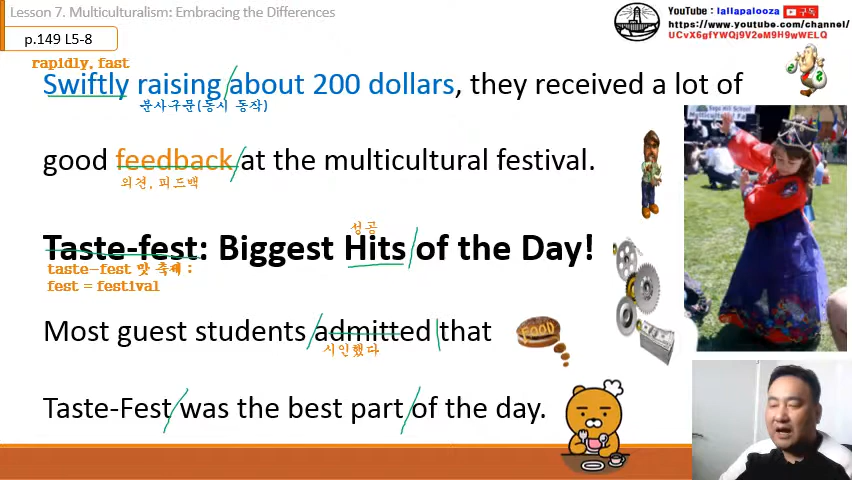 Lesson 7. Multiculturalism: Embracing the Differences
p.149 L5-8
YouTube : lallapalooza 구독
https://www.youtube.com/channel/
UCvX6gfYWQj9V2eM9H9wWELQ
rapidly, fast
Swiftly raising about 200 dollars, they received a lot of
분사구문(동시 동작)
good feedback at the multicultural festival.
의견, 피드백
성공
Taste-fest: Biggest Hits of the Day!
taste-fest 맛 축제 :
fest = festival
Most guest students admitted that
시인했다
FOOD
Taste-Fest was the best part of the day.